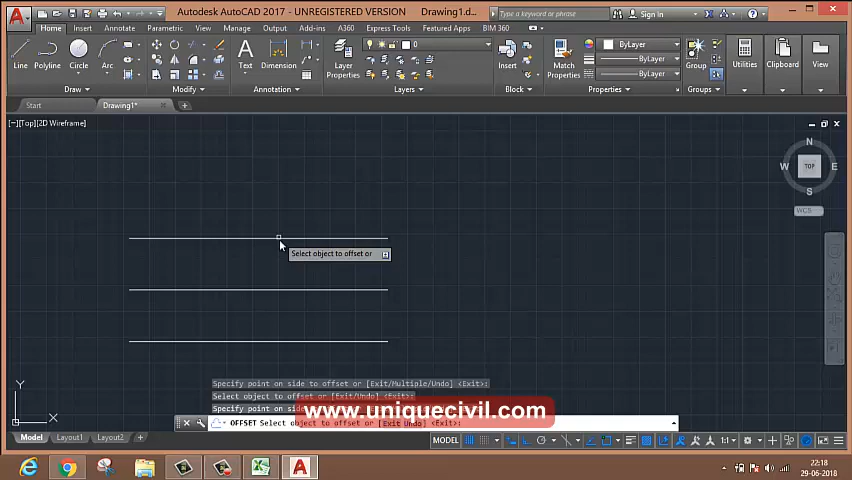 Autodesk AutoCAD 2017 - UNREGISTERED VERSION Drawing1.d...
Type a keyword or phrase
Sign In
Home Insert Annotate Parametric View Manage Output Add-ins A360 Express Tools Featured Apps BIM 360
Line Polyline Circle Arc
Text Dimension
Layer Properties
0
Insert
Match Properties
ByLayer
ByLayer
ByLayer
Group
Utilities
Clipboard
View
Draw Modify Annotation Layers Block Properties Groups
Start Drawing1*
[−][Top][2D Wireframe]
N
W TOP E
S
WCS
Select object to offset or
Y
X
Specify point on side to offset or [Exit/Multiple/Undo] <Exit>:
Select object to offset or [Exit/Undo] <Exit>:
Specify point on side
www.uniquecivil.com
OFFSET Select object to offset or [Exit Undo] <Exit>:
Model Layout1 Layout2
MODEL
1:1
22:18
29-06-2018